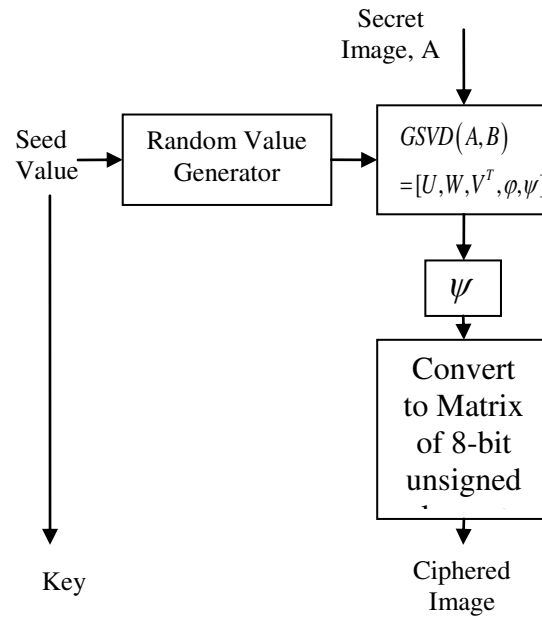 Secret
Image, A
Seed
Value
Random Value
Generator
GSVD(A,B)
=[U,W,V^T,φ,ψ]
ψ
Convert
to Matrix
of 8-bit
unsigned
Key
Ciphered
Image